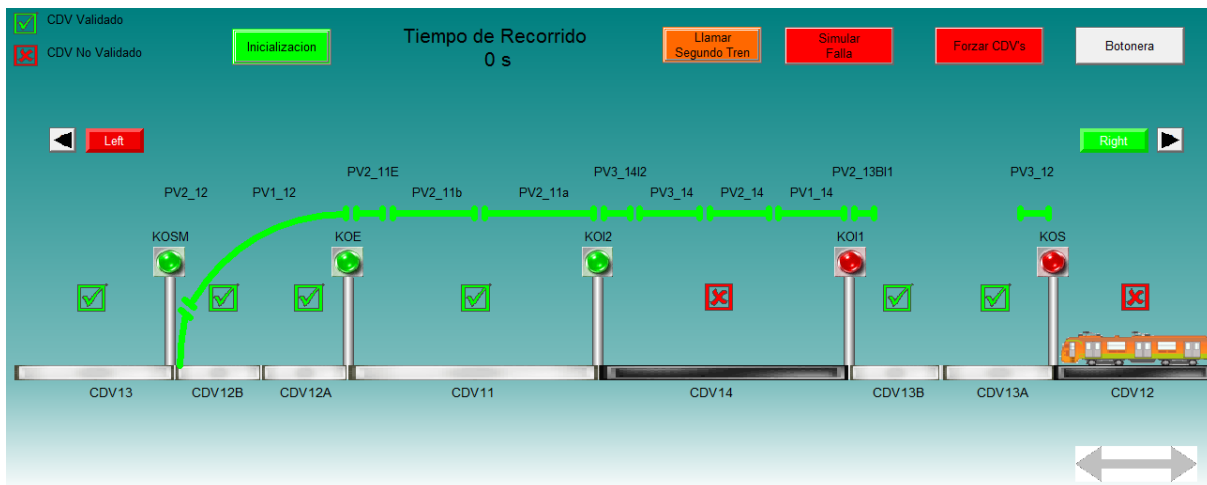 CDV Validado
CDV No Validado
Inicializacion
Tiempo de Recorrido
0 s
Llamar
Segundo Tren
Simular
Falla
Forzar CDV's
Botonera
Left
Right
PV2_12
PV1_12
PV2_11E
PV2_11b
PV2_11a
PV3_14I2
PV3_14
PV2_14
PV1_14
PV2_13BI1
PV3_12
KOSM
KOE
KOI2
KOI1
KOS
CDV13
CDV12B
CDV12A
CDV11
CDV14
CDV13B
CDV13A
CDV12